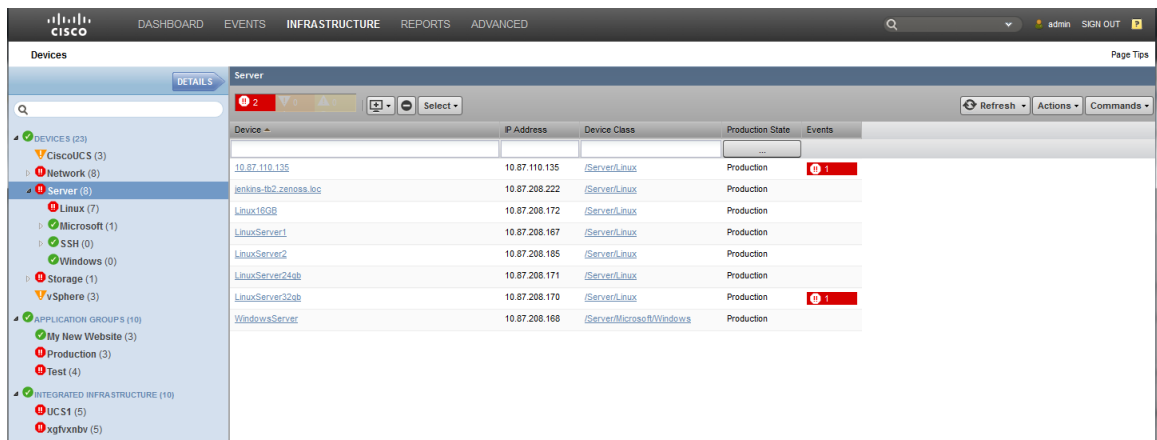 CISCO DASHBOARD EVENTS INFRASTRUCTURE REPORTS ADVANCED admin SIGN OUT ?
Devices Page Tips
DETAILS Server
2 0 Select Refresh Actions Commands
Device IP Address Device Class Production State Events
...
DEVICES (23)
CiscoUCS (3)
Network (8)
Server (8)
Linux (7)
Microsoft (1)
SSH (0)
Windows (0)
Storage (1)
vSphere (3)
APPLICATION GROUPS (10)
My New Website (3)
Production (3)
Test (4)
INTEGRATED INFRASTRUCTURE (10)
UCS1 (5)
xgfvxnbv (5)
10.87.110.135 10.87.110.135 /Server/Linux Production 1
jenkins-tb2.zenoss.loc 10.87.208.222 /Server/Linux Production
Linux16GB 10.87.208.172 /Server/Linux Production
LinuxServer1 10.87.208.167 /Server/Linux Production
LinuxServer2 10.87.208.185 /Server/Linux Production
LinuxServer24gb 10.87.208.171 /Server/Linux Production
LinuxServer32gb 10.87.208.170 /Server/Linux Production 1
WindowsServer 10.87.208.168 /Server/Microsoft/Windows Production